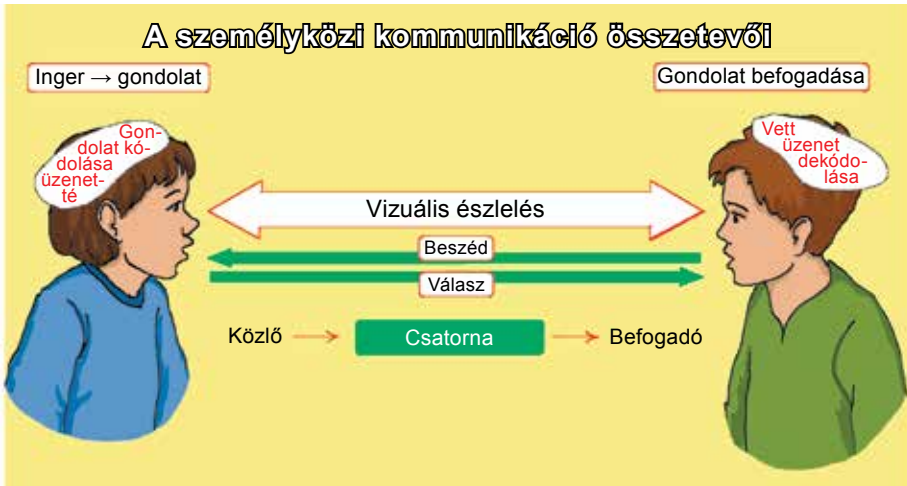 A személyközi kommunikáció összetevői
Inger → gondolat
Gondolat befogadása
Gon-
dolat kó-
dolása
üzenet-
té
Vett
üzenet
dekódo-
lása
Vizuális észlelés
Beszéd
Válasz
Közlő → Csatorna → Befogadó